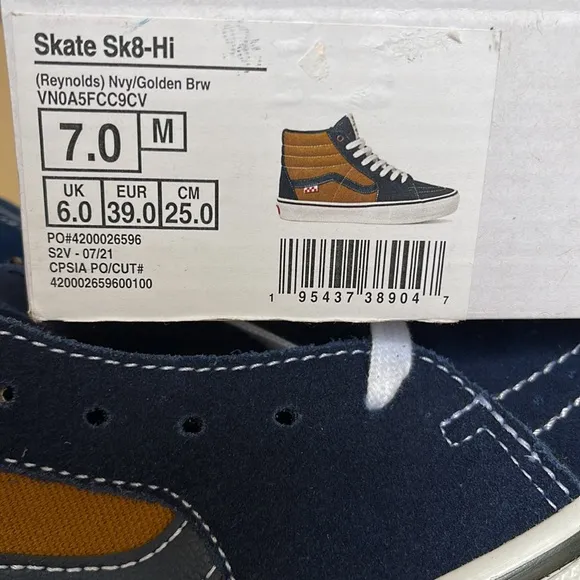 Skate Sk8-Hi
(Reynolds) Nvy/Golden Brw
VN0A5FCC9CV
7.0 M
UK EUR CM
6.0 39.0 25.0
PO#4200026596
S2V - 07/21
CPSIA PO/CUT#
420002659600100
1 95437 38904 7